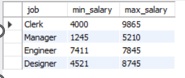 job min_salary max_salary
Clerk 4000 9865
Manager 1245 5210
Engineer 7411 7845
Designer 4521 8745